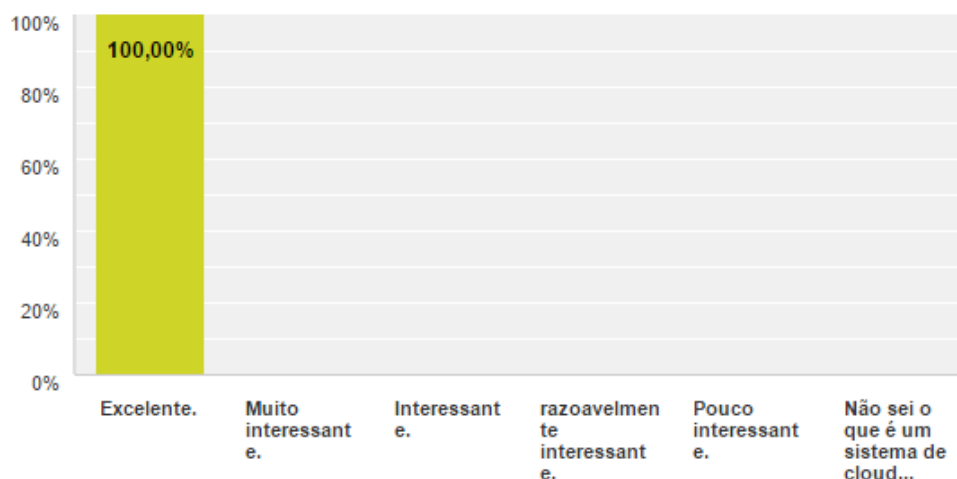 100%
100,00%
80%
60%
40%
20%
0%
Excelente.
Muito
interessant
e.
Interessant
e.
razoavelmen
te
interessant
e.
Pouco
interessant
e.
Não sei o
que é um
sistema de
cloud...